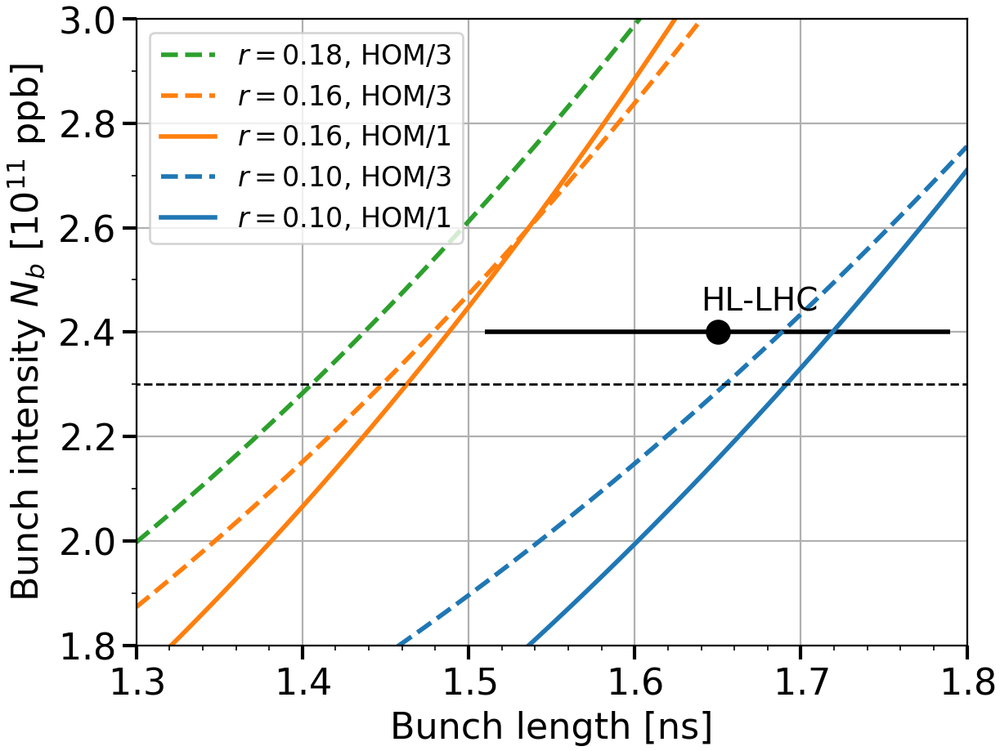 3.0
2.8
2.6
2.4
2.2
2.0
1.8
Bunch intensity N_b [10^11 ppb]
r = 0.18, HOM/3
r = 0.16, HOM/3
r = 0.16, HOM/1
r = 0.10, HOM/3
r = 0.10, HOM/1
HL-LHC
1.3 1.4 1.5 1.6 1.7 1.8
Bunch length [ns]